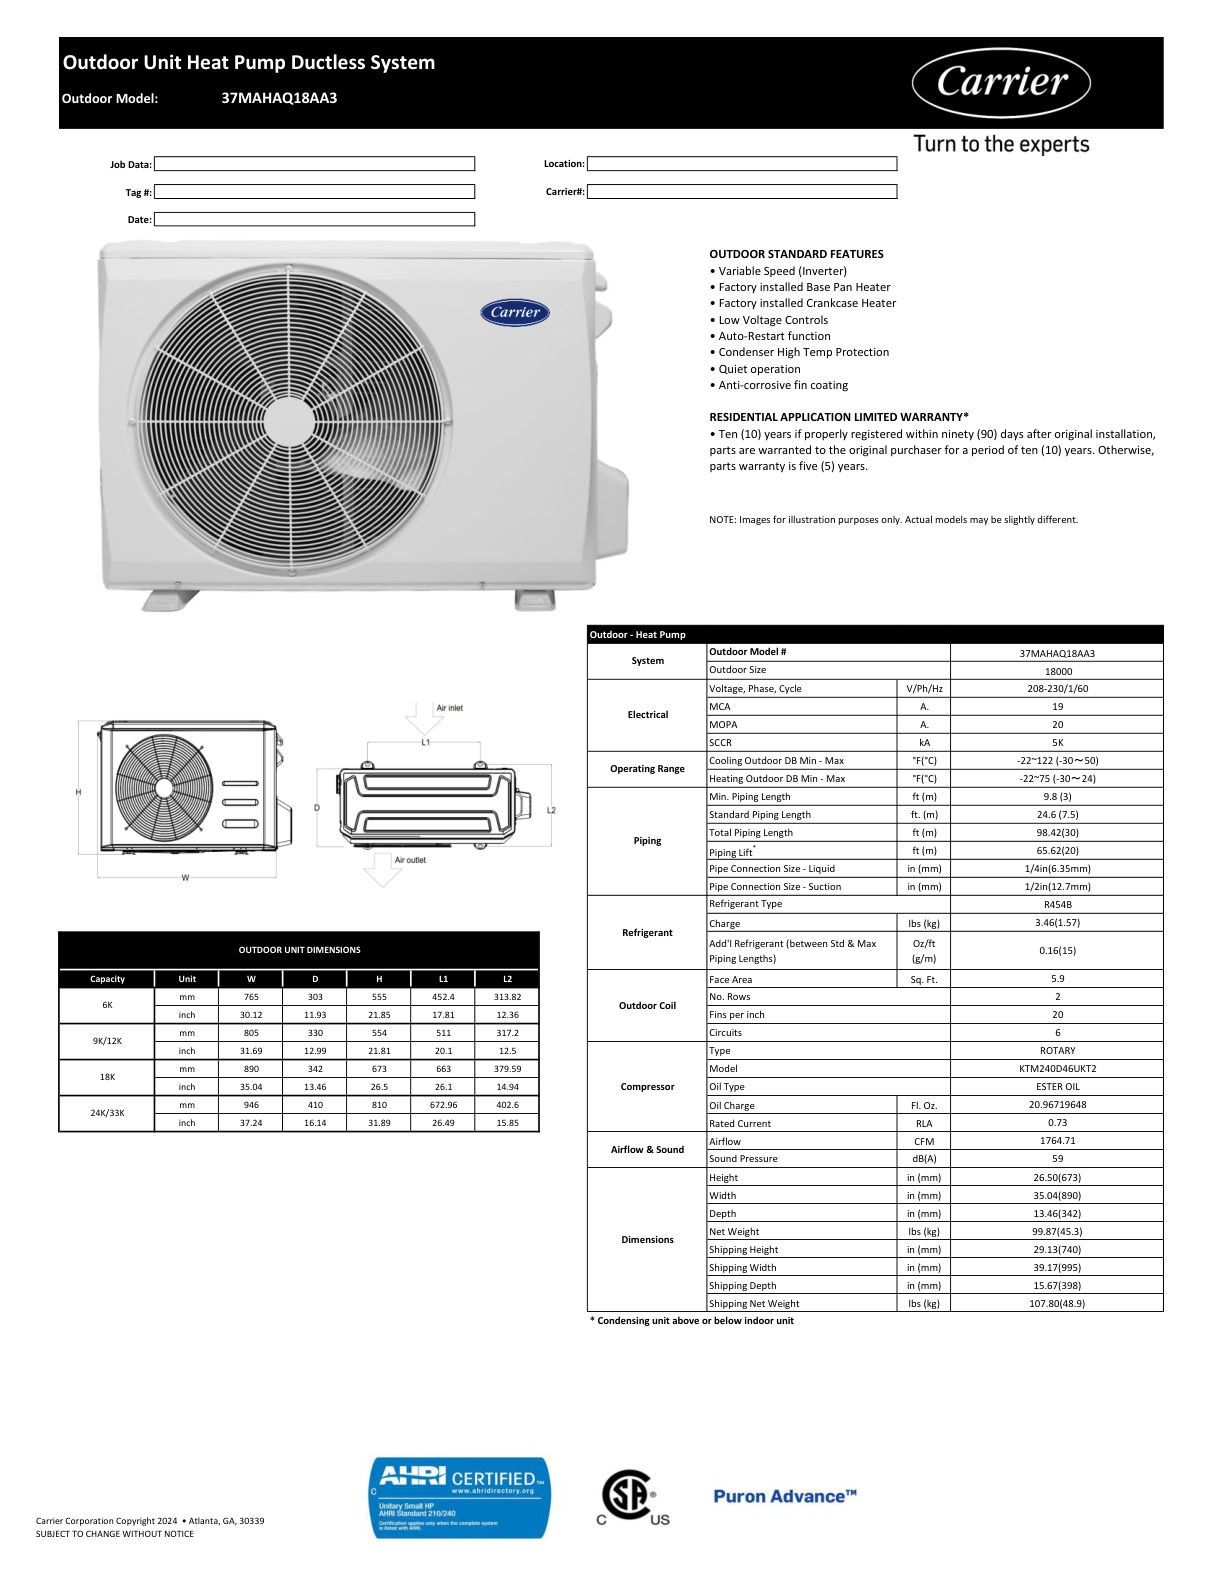 Outdoor Unit Heat Pump Ductless System
Outdoor Model: 37MAHAQ18AA3
Carrier
Turn to the experts
Job Data:
Location:
Tag #:
Carrier#:
Date:
Carrier
OUTDOOR STANDARD FEATURES
• Variable Speed (Inverter)
• Factory installed Base Pan Heater
• Factory installed Crankcase Heater
• Low Voltage Controls
• Auto-Restart function
• Condenser High Temp Protection
• Quiet operation
• Anti-corrosive fin coating
RESIDENTIAL APPLICATION LIMITED WARRANTY*
• Ten (10) years if properly registered within ninety (90) days after original installation,
parts are warranted to the original purchaser for a period of ten (10) years. Otherwise,
parts warranty is five (5) years.
NOTE: Images for illustration purposes only. Actual models may be slightly different.
Air inlet
L1
H
D
L2
Air outlet
W
OUTDOOR UNIT DIMENSIONS
Capacity Unit W D H L1 L2
6K
mm 765 303 555 452.4 313.82
inch 30.12 11.93 21.85 17.81 12.36
9K/12K
mm 805 330 554 511 317.2
inch 31.69 12.99 21.81 20.1 12.5
18K
mm 890 342 673 663 379.59
inch 35.04 13.46 26.5 26.1 14.94
24K/33K
mm 946 410 810 672.96 402.6
inch 37.24 16.14 31.89 26.49 15.85
Outdoor - Heat Pump
System
Outdoor Model # 37MAHAQ18AA3
Outdoor Size 18000
Electrical
Voltage, Phase, Cycle V/Ph/Hz 208-230/1/60
MCA A. 19
MOPA A. 20
SCCR kA 5K
Operating Range
Cooling Outdoor DB Min - Max °F(°C) -22~122 (-30～50)
Heating Outdoor DB Min - Max °F(°C) -22~75 (-30～24)
Piping
Min. Piping Length ft (m) 9.8 (3)
Standard Piping Length ft. (m) 24.6 (7.5)
Total Piping Length ft (m) 98.42(30)
Piping Lift* ft (m) 65.62(20)
Pipe Connection Size - Liquid in (mm) 1/4in(6.35mm)
Pipe Connection Size - Suction in (mm) 1/2in(12.7mm)
Refrigerant
Refrigerant Type R454B
Charge lbs (kg) 3.46(1.57)
Add'l Refrigerant (between Std & Max Oz/ft 0.16(15)
Piping Lengths) (g/m)
Outdoor Coil
Face Area Sq. Ft. 5.9
No. Rows 2
Fins per inch 20
Circuits 6
Compressor
Type ROTARY
Model KTM240D46UKT2
Oil Type ESTER OIL
Oil Charge Fl. Oz. 20.96719648
Rated Current RLA 0.73
Airflow & Sound
Airflow CFM 1764.71
Sound Pressure dB(A) 59
Dimensions
Height in (mm) 26.50(673)
Width in (mm) 35.04(890)
Depth in (mm) 13.46(342)
Net Weight lbs (kg) 99.87(45.3)
Shipping Height in (mm) 29.13(740)
Shipping Width in (mm) 39.17(995)
Shipping Depth in (mm) 15.67(398)
Shipping Net Weight lbs (kg) 107.80(48.9)
* Condensing unit above or below indoor unit
C AHRI CERTIFIED™
www.ahridirectory.org
Unitary Small HP
AHRI Standard 210/240
Certification applies only when the complete system
is listed with AHRI.
SA ®
C US
Puron Advance™
Carrier Corporation Copyright 2024 • Atlanta, GA, 30339
SUBJECT TO CHANGE WITHOUT NOTICE